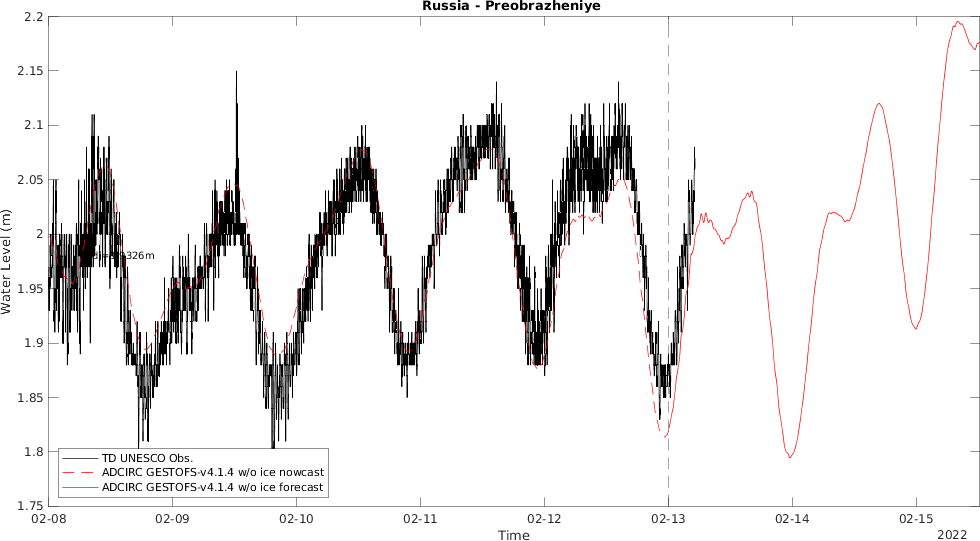 Russia - Preobrazheniye
2.2
2.15
2.1
2.05
2
1.95
1.9
1.85
1.8
1.75
Water Level (m)
326m
TD UNESCO Obs.
ADCIRC GESTOFS-v4.1.4 w/o ice nowcast
ADCIRC GESTOFS-v4.1.4 w/o ice forecast
02-08 02-09 02-10 02-11 02-12 02-13 02-14 02-15
Time
2022